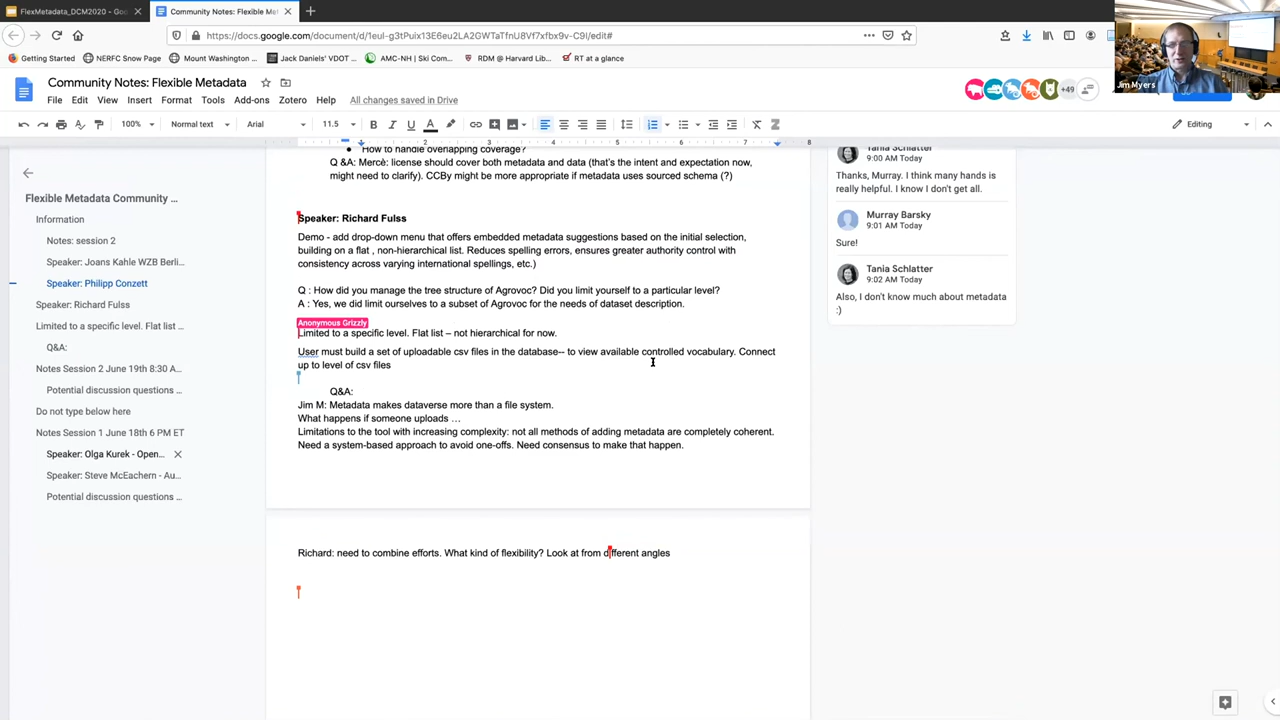 FlexMetadata_DCM2020 - Goo
Community Notes: Flexible Met
https://docs.google.com/document/d/1eul-g3tPuix13E6eu2LA2GWTaTfnU8Vf7xfbx9v-C9I/edit#
Getting Started
NERFC Snow Page
Mount Washington ...
RDM @ Harvard Lib...
Jack Daniels' VDOT ...
AMC-NH | Ski Com...
RT at a glance
Jim Myers
Community Notes: Flexible Metadata
File Edit View Insert Format Tools Add-ons Zotero Help All changes saved in Drive
+49
100% Normal text Arial 11.5 B I U A Editing
2 3 4 5 6 7 8
Flexible Metadata Community ...
Information
Notes: session 2
Speaker: Joans Kahle WZB Berli...
Speaker: Philipp Conzett
Speaker: Richard Fulss
Limited to a specific level. Flat list ...
Q&A:
Notes Session 2 June 19th 8:30 A...
Potential discussion questions ...
Do not type below here
Notes Session 1 June 18th 6 PM ET
Speaker: Olga Kurek - Open...
Speaker: Steve McEachern - Au...
Potential discussion questions ...
How to handle overlapping coverage?
Q &A: Mercè: license should cover both metadata and data (that's the intent and expectation now,
might need to clarify). CCBy might be more appropriate if metadata uses sourced schema (?)
Speaker: Richard Fulss
Demo - add drop-down menu that offers embedded metadata suggestions based on the initial selection,
building on a flat , non-hierarchical list. Reduces spelling errors, ensures greater authority control with
consistency across varying international spellings, etc.)
Q : How did you manage the tree structure of Agrovoc? Did you limit yourself to a particular level?
A : Yes, we did limit ourselves to a subset of Agrovoc for the needs of dataset description.
Anonymous Grizzly
Limited to a specific level. Flat list – not hierarchical for now.
User must build a set of uploadable csv files in the database-- to view available controlled vocabulary. Connect
up to level of csv files
Q&A:
Jim M: Metadata makes dataverse more than a file system.
What happens if someone uploads …
Limitations to the tool with increasing complexity: not all methods of adding metadata are completely coherent.
Need a system-based approach to avoid one-offs. Need consensus to make that happen.
Richard: need to combine efforts. What kind of flexibility? Look at from different angles
Tania Schlatter
9:00 AM Today
Thanks, Murray. I think many hands is
really helpful. I know I don't get all.
Murray Barsky
9:01 AM Today
Sure!
Tania Schlatter
9:02 AM Today
Also, I don't know much about metadata
:)